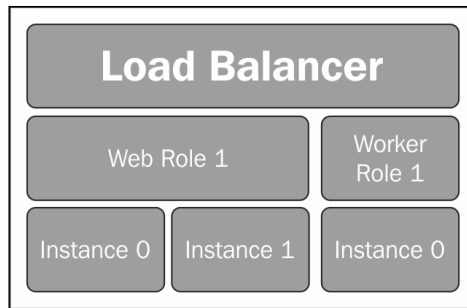 Load Balancer
Web Role 1
Worker
Role 1
Instance 0
Instance 1
Instance 0